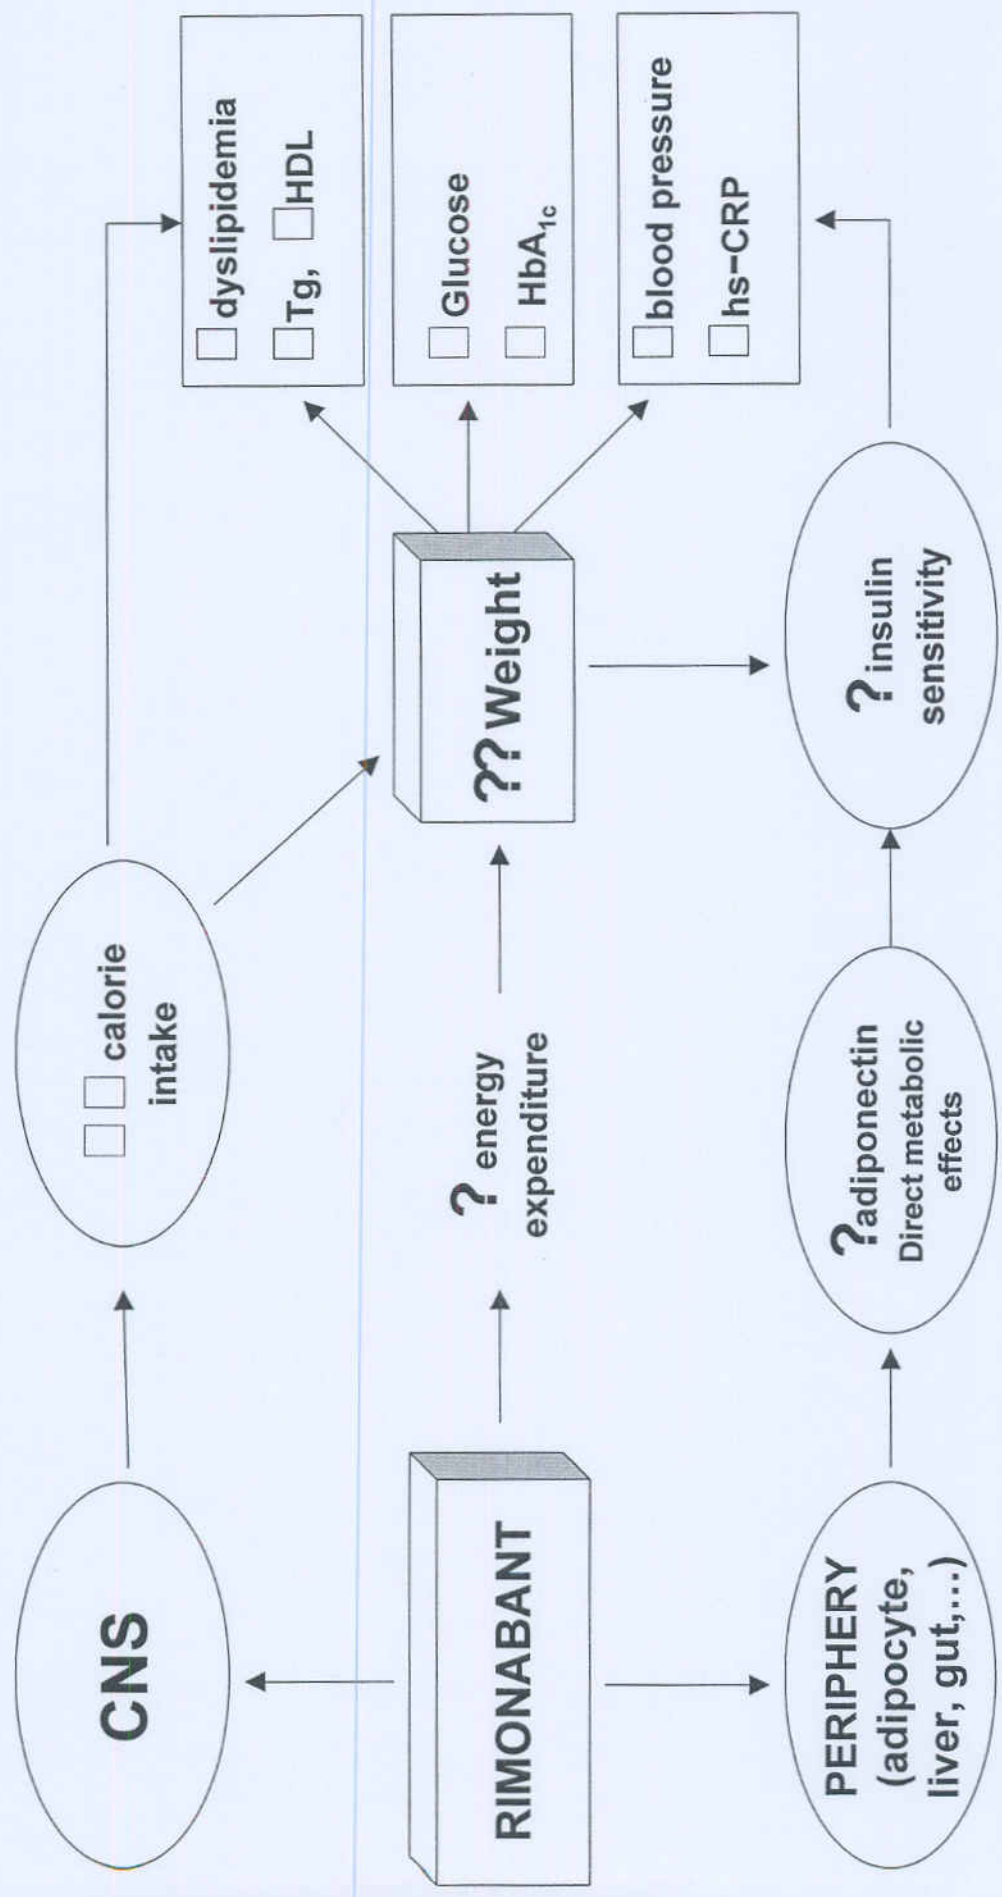 CNS
□ □ calorie
intake
□ dyslipidemia
□ Tg, □ HDL
RIMONABANT
? energy
expenditure
?? Weight
□ Glucose
□ HbA1c
□ blood pressure
□ hs-CRP
PERIPHERY
(adipocyte,
liver, gut,...)
?adiponectin
Direct metabolic
effects
? insulin
sensitivity